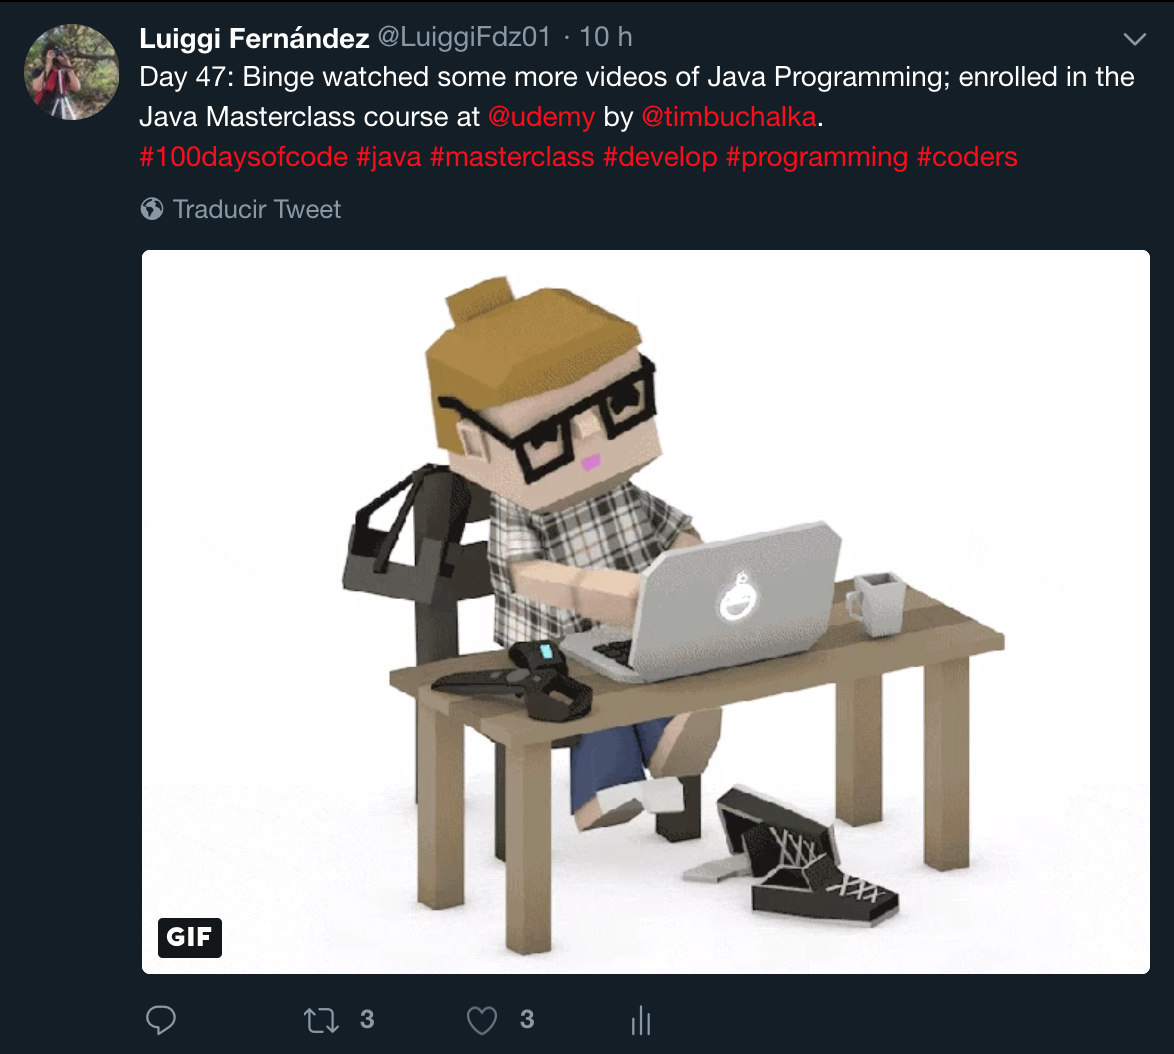 Luiggi Fernández @LuiggiFdz01 · 10 h
Day 47: Binge watched some more videos of Java Programming; enrolled in the
Java Masterclass course at @udemy by @timbuchalka.
#100daysofcode #java #masterclass #develop #programming #coders
Traducir Tweet
GIF
3 3